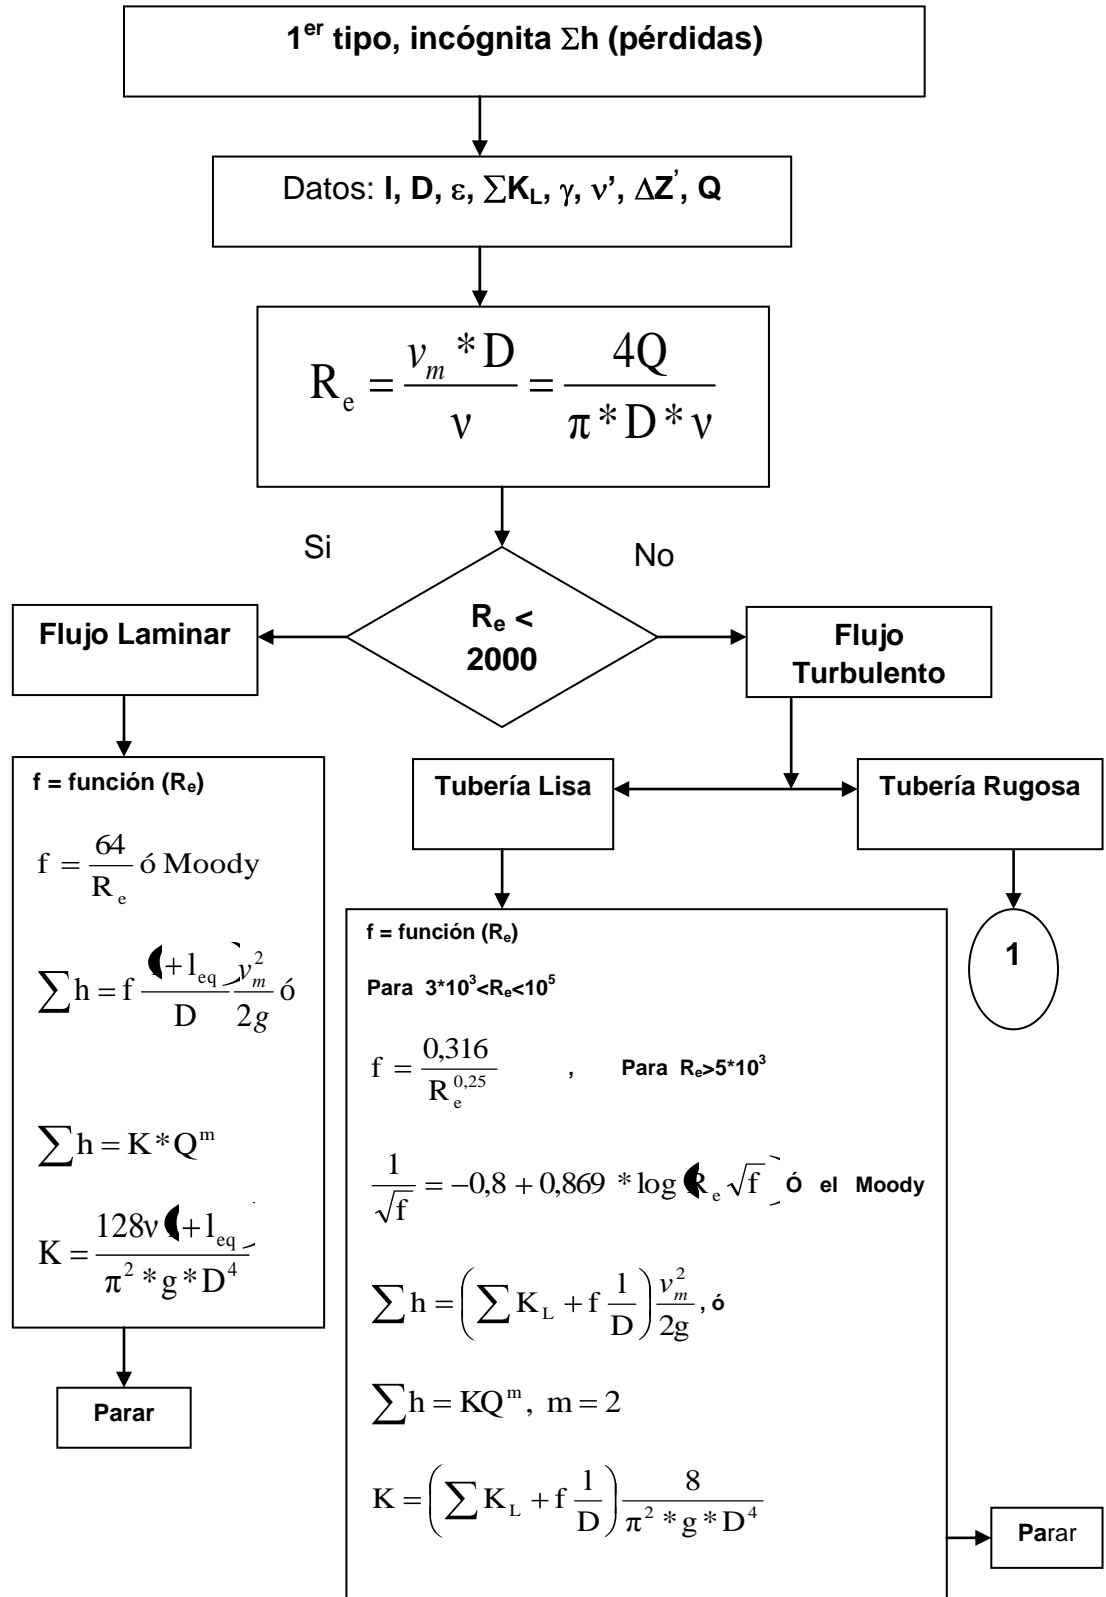 1er tipo, incógnita Σh (pérdidas)
Datos: l, D, ε, ∑KL, γ, ν', ΔZ', Q
Re = vm * D / ν = 4Q / π * D * ν
Si
No
Re <
2000
Flujo Laminar
Flujo
Turbulento
Tubería Lisa
Tubería Rugosa
1
f = función (Re)
f = 64 / Re ó Moody
∑h = f + leq / D vm² / 2g ó
∑h = K * Q^m
K = 128ν + leq / π² * g * D⁴
Parar
f = función (Re)
Para 3*10³<Re<10⁵
f = 0,316 / Re^0,25 , Para Re>5*10³
1 / √f = −0,8 + 0,869 * log Re √f Ó el Moody
∑h = (∑KL + f l / D) vm² / 2g , ó
∑h = KQ^m, m = 2
K = (∑KL + f l / D) 8 / π² * g * D⁴
Parar